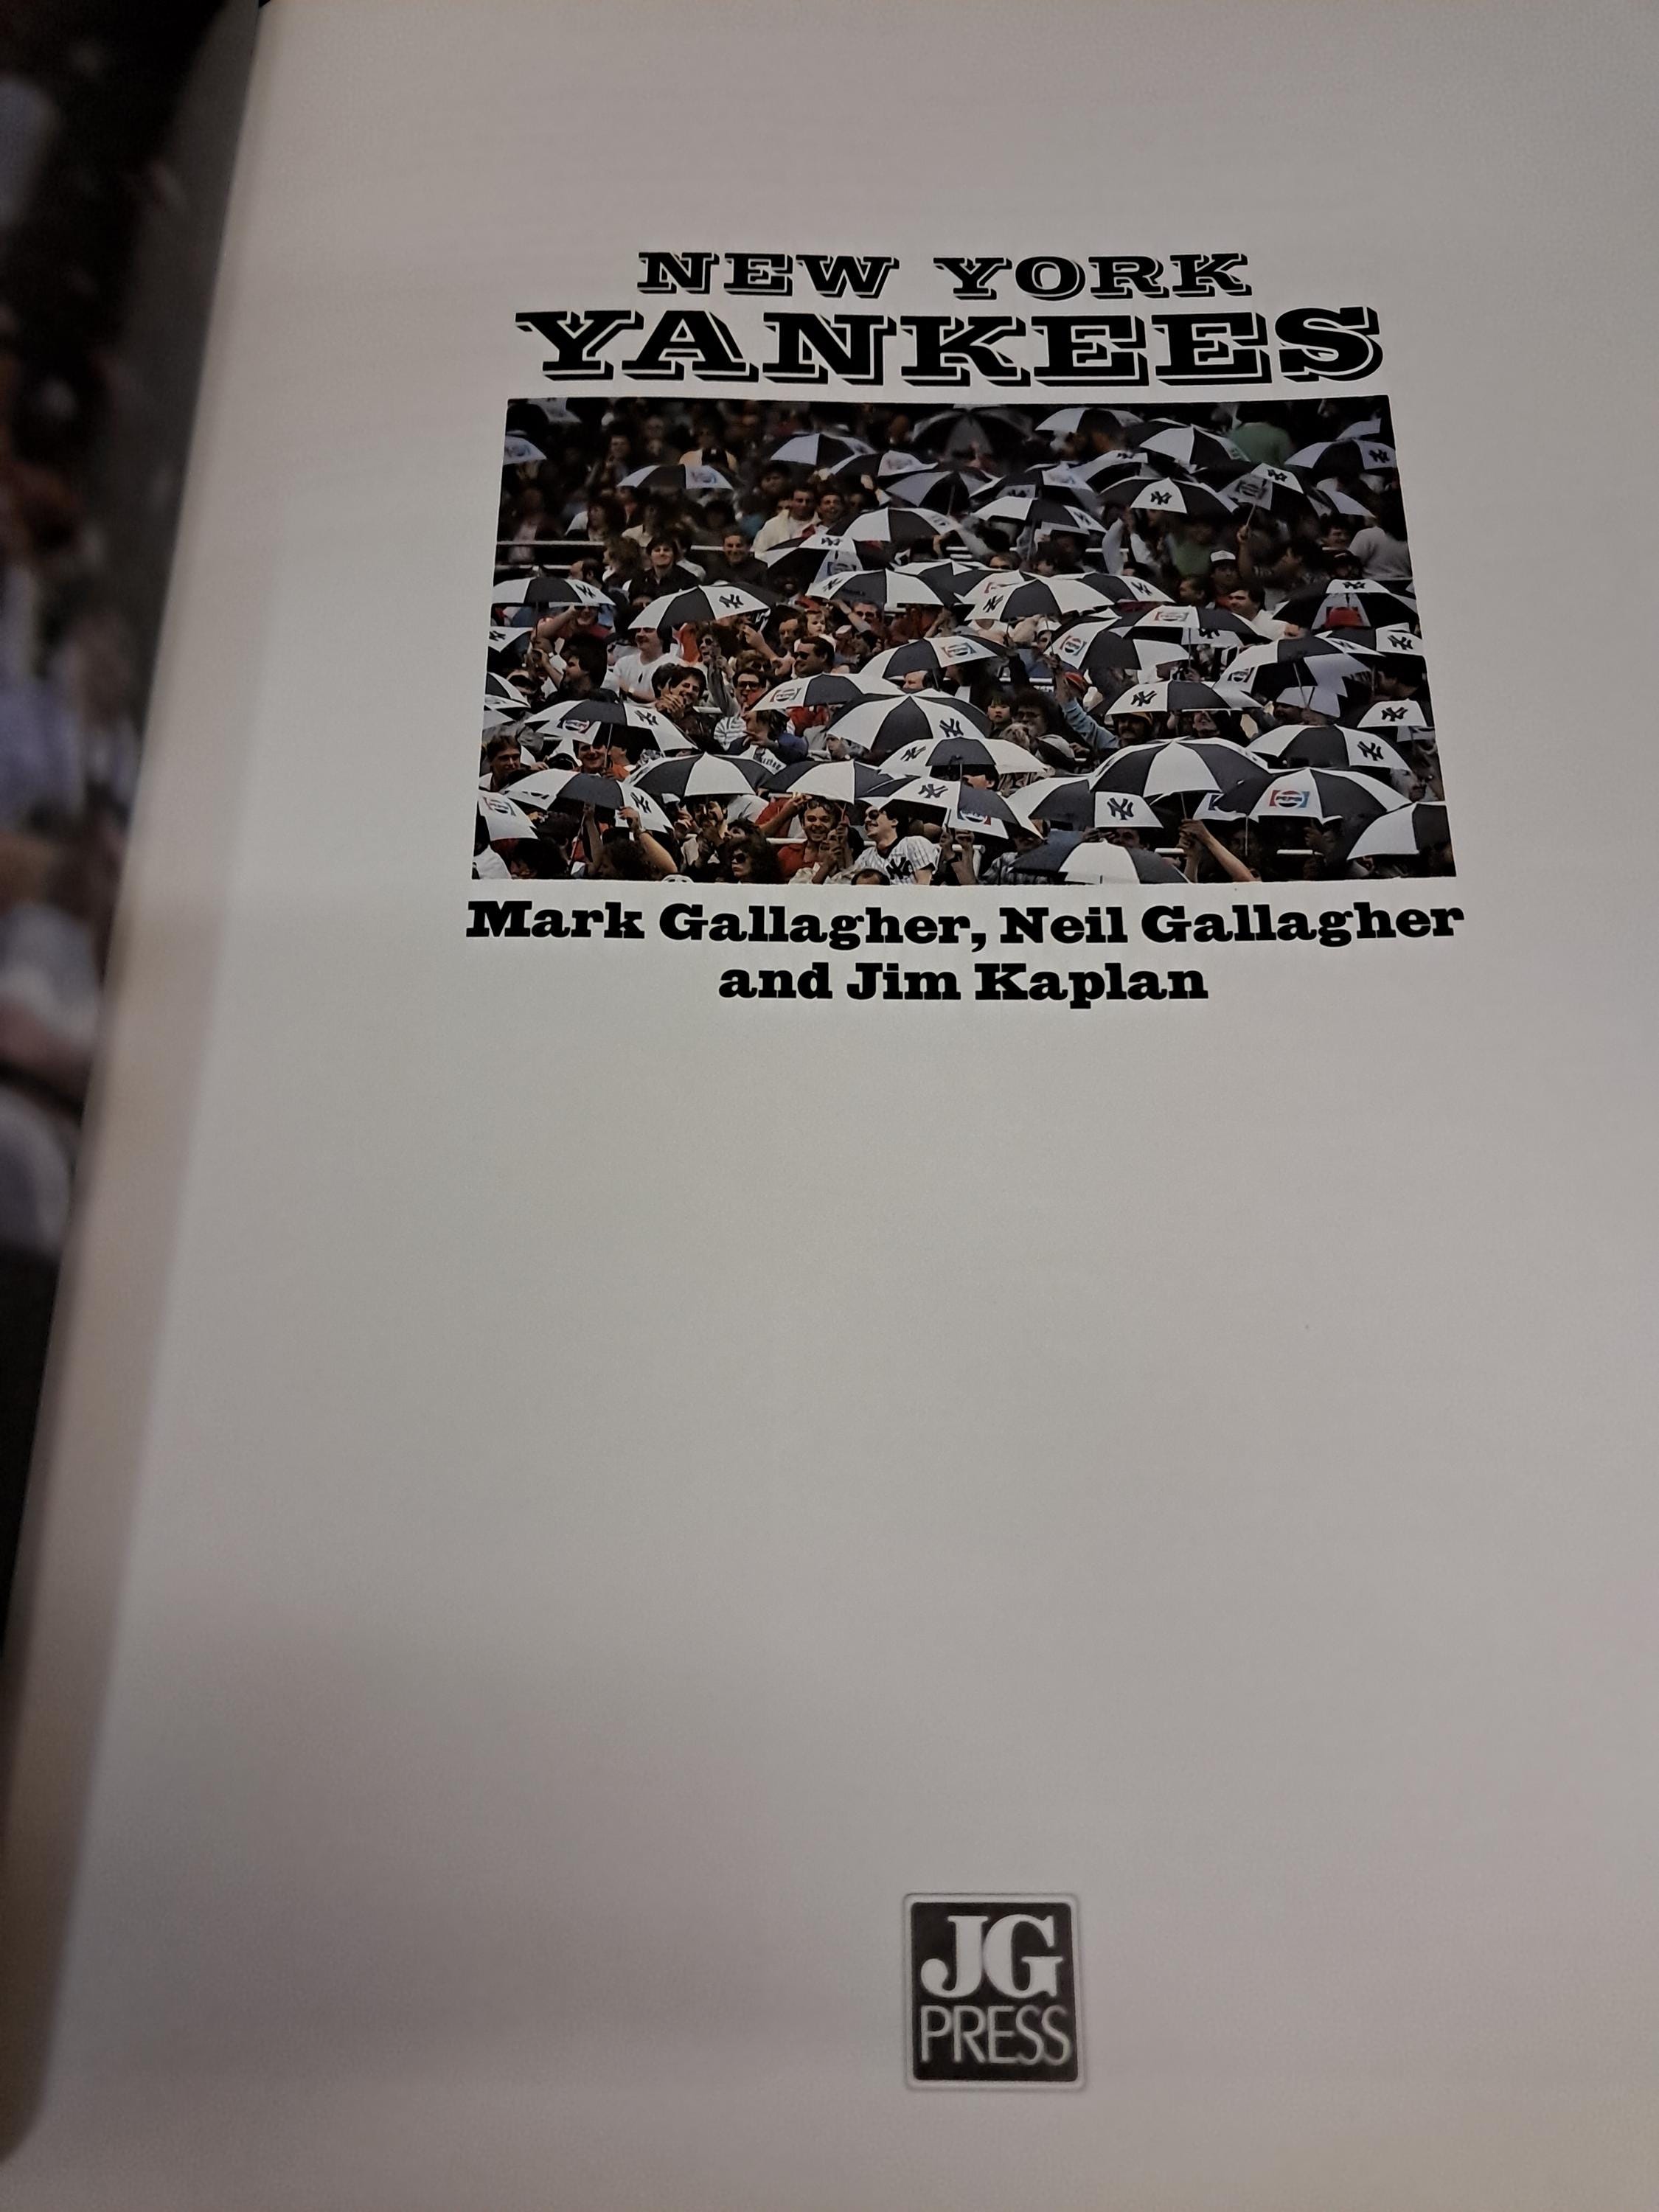 NEW YORK
YANKEES
Mark Gallagher, Neil Gallagher
and Jim Kaplan
JG
PRESS